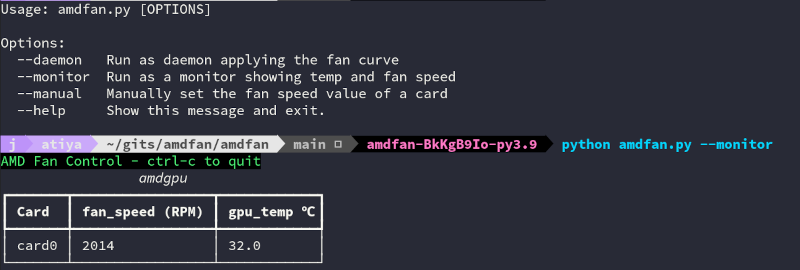 Usage: amdfan.py [OPTIONS]
Options:
--daemon Run as daemon applying the fan curve
--monitor Run as a monitor showing temp and fan speed
--manual Manually set the fan speed value of a card
--help Show this message and exit.
j atiya ~/gits/amdfan/amdfan main amdfan-BkKgB9Io-py3.9 python amdfan.py --monitor
AMD Fan Control - ctrl-c to quit
amdgpu
Card fan_speed (RPM) gpu_temp ℃
card0 2014 32.0